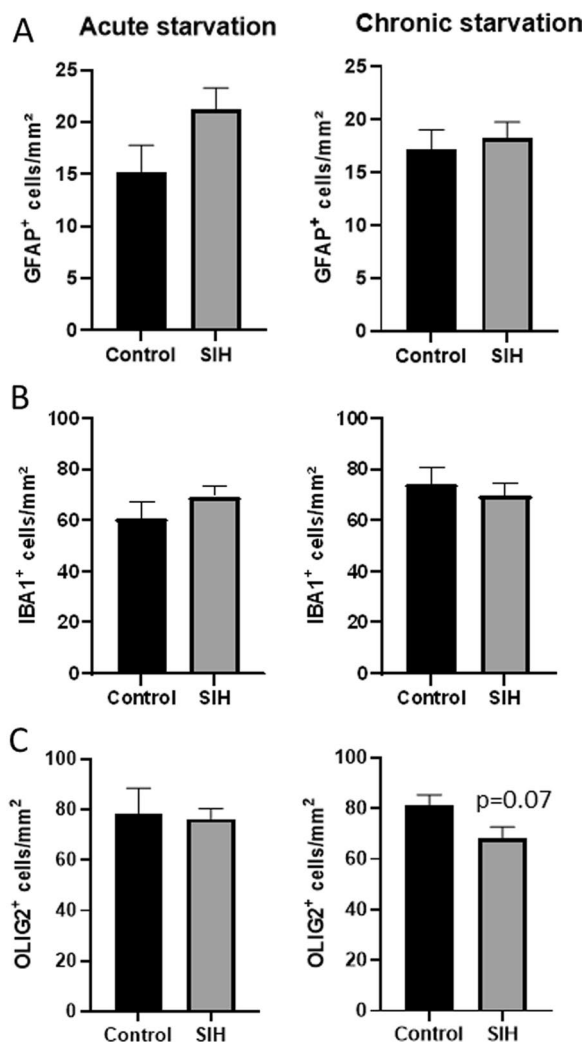 A
Acute starvation
Chronic starvation
GFAP⁺ cells/mm²
25
20
15
10
5
0
Control SIH
GFAP⁺ cells/mm²
25
20
15
10
5
0
Control SIH
B
IBA1⁺ cells/mm²
100
80
60
40
20
0
Control SIH
IBA1⁺ cells/mm²
100
80
60
40
20
0
Control SIH
C
OLIG2⁺ cells/mm²
100
80
60
40
20
0
Control SIH
OLIG2⁺ cells/mm²
100
80
60
40
20
0
p=0.07
Control SIH